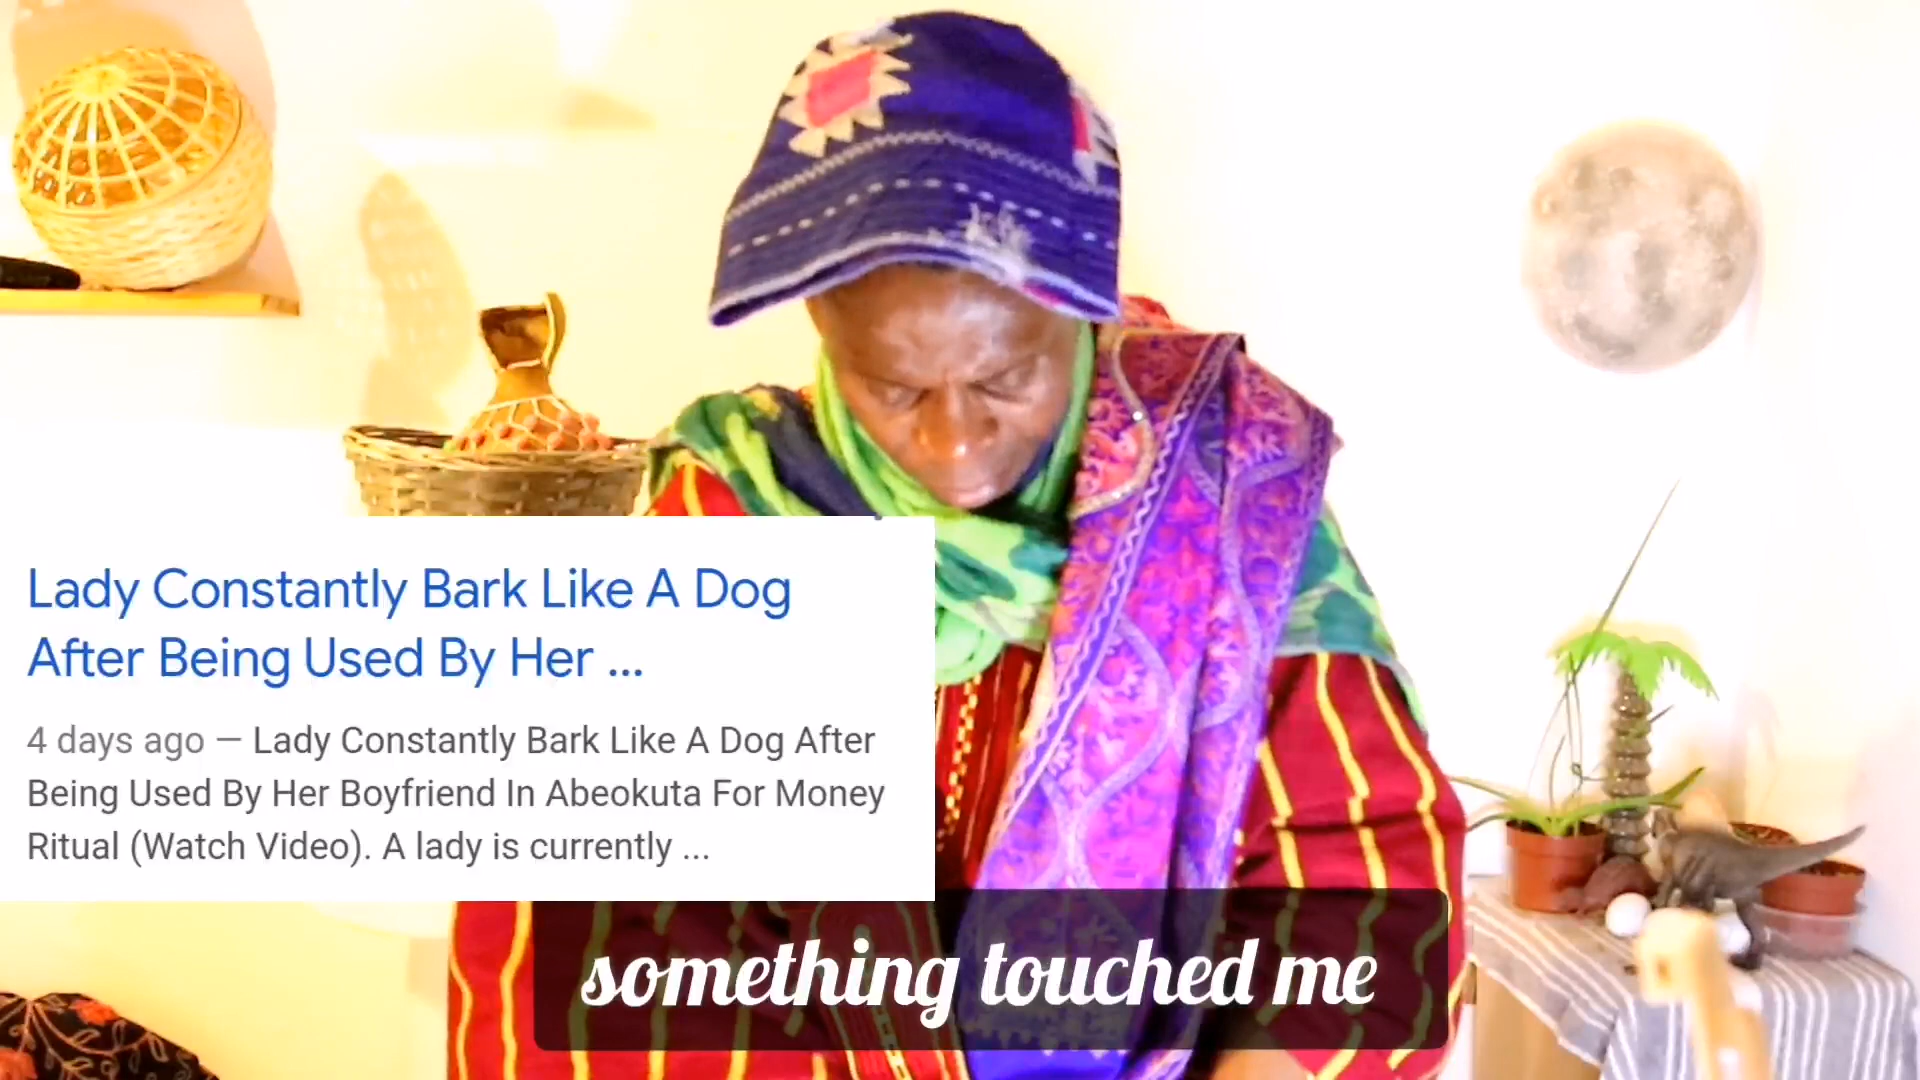 Lady Constantly Bark Like A Dog
After Being Used By Her ...
4 days ago — Lady Constantly Bark Like A Dog After
Being Used By Her Boyfriend In Abeokuta For Money
Ritual (Watch Video). A lady is currently ...
something touched me